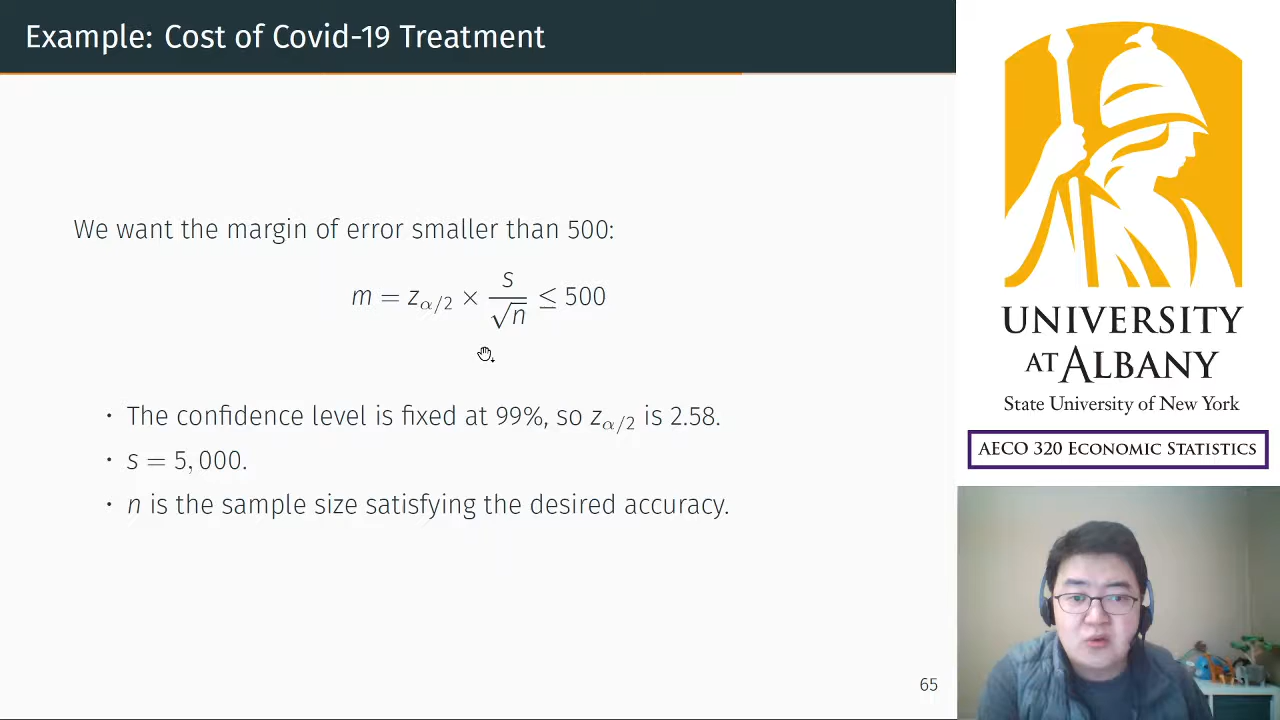 Example: Cost of Covid-19 Treatment
We want the margin of error smaller than 500:
m = z_{α/2} × s/√n ≤ 500
· The confidence level is fixed at 99%, so z_{α/2} is 2.58.
· s = 5,000.
· n is the sample size satisfying the desired accuracy.
65
UNIVERSITY
AT ALBANY
State University of New York
AECO 320 ECONOMIC STATISTICS